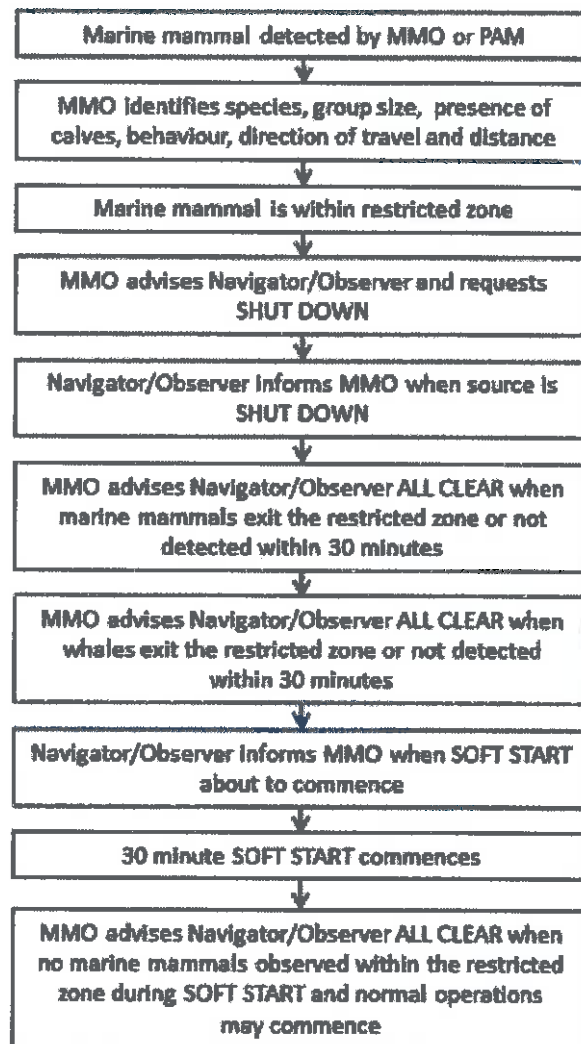 Marine mammal detected by MMO or PAM
MMO identifies species, group size, presence of
calves, behaviour, direction of travel and distance
Marine mammal is within restricted zone
MMO advises Navigator/Observer and requests
SHUT DOWN
Navigator/Observer informs MMO when source is
SHUT DOWN
MMO advises Navigator/Observer ALL CLEAR when
marine mammals exit the restricted zone or not
detected within 30 minutes
MMO advises Navigator/Observer ALL CLEAR when
whales exit the restricted zone or not detected
within 30 minutes
Navigator/Observer informs MMO when SOFT START
about to commence
30 minute SOFT START commences
MMO advises Navigator/Observer ALL CLEAR when
no marine mammals observed within the restricted
zone during SOFT START and normal operations
may commence